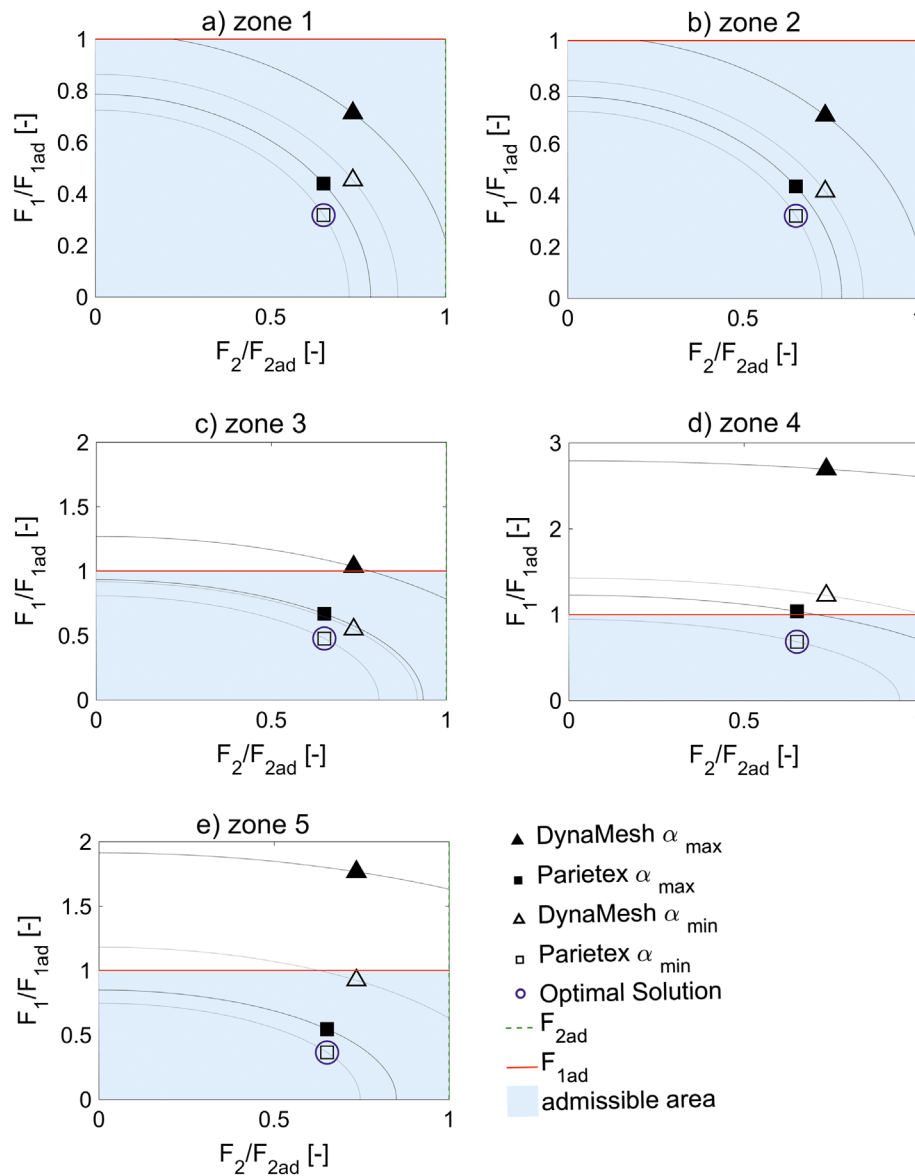 a) zone 1
1
0.8
0.6
0.4
0.2
0
F1/F1ad [-]
0
0.5
1
F2/F2ad [-]
b) zone 2
1
0.8
0.6
0.4
0.2
0
F1/F1ad [-]
0
0.5
1
F2/F2ad [-]
c) zone 3
2
1.5
1
0.5
0
F1/F1ad [-]
0
0.5
1
F2/F2ad [-]
d) zone 4
3
2
1
0
F1/F1ad [-]
0
0.5
1
F2/F2ad [-]
e) zone 5
2
1.5
1
0.5
0
F1/F1ad [-]
0
0.5
1
F2/F2ad [-]
DynaMesh α max
Parietex α max
DynaMesh α min
Parietex α min
Optimal Solution
F2ad
F1ad
admissible area